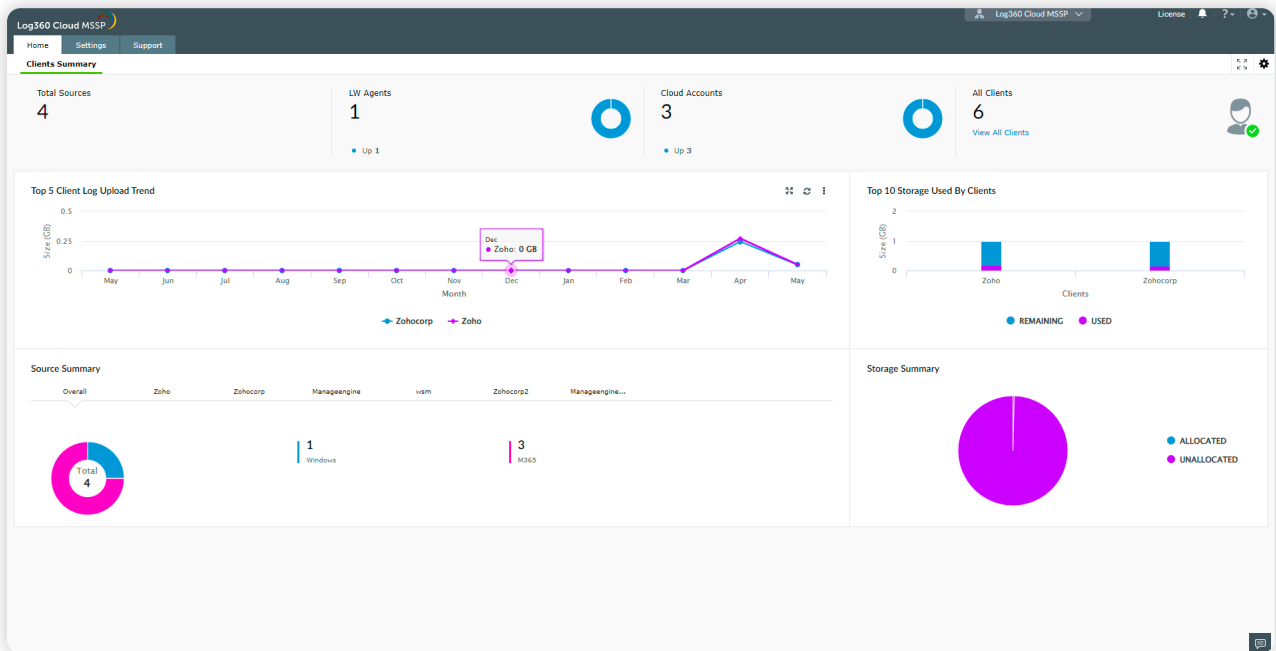 Log360 Cloud MSSP
Log360 Cloud MSSP
License
?
Home Settings Support
Clients Summary
Total Sources
4
LW Agents
1
Up 1
Cloud Accounts
3
Up 3
All Clients
6
View All Clients
Top 5 Client Log Upload Trend
Size (GB)
0.5
0.25
0
Dec
Zoho: 0 GB
May Jun Jul Aug Sep Oct Nov Dec Jan Feb Mar Apr May
Month
Zohocorp Zoho
Top 10 Storage Used By Clients
Size (GB)
2
1
0
Zoho Zohocorp
Clients
REMAINING USED
Source Summary
Overall Zoho Zohocorp Manageengine wsm Zohocorp2 Manageengine...
Total
4
1
Windows
3
M365
Storage Summary
ALLOCATED
UNALLOCATED